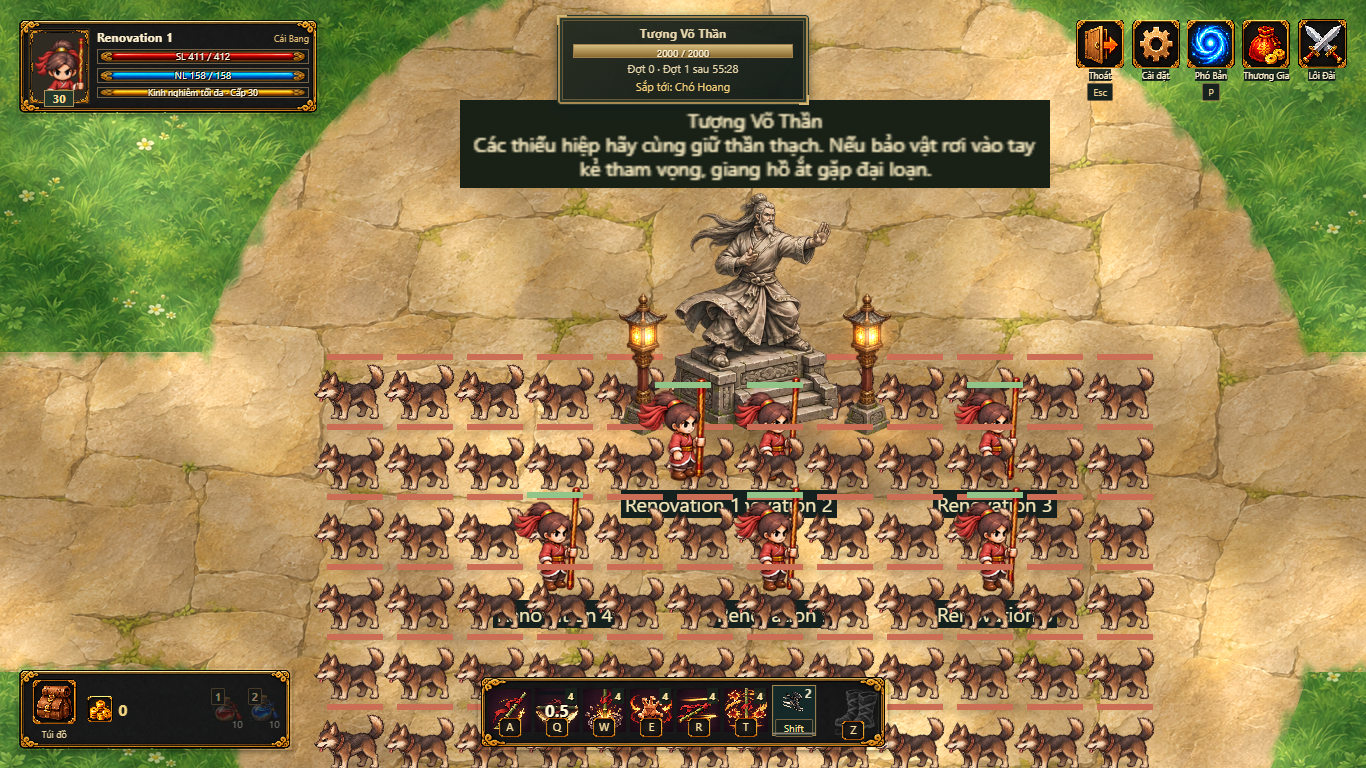 Renovation 1
Cái Bang
SL 411 / 412
NL 158 / 158
Kinh nghiệm tối đa - Cấp 30
30
Tượng Võ Thần
2000 / 2000
Đợt 0 · Đợt 1 sau 55:28
Sắp tới: Chó Hoang
Thoát
Cài đặt
Phó Bản
Thương Gia
Lôi Đài
Esc
P
Tượng Võ Thần
Các thiếu hiệp hãy cùng giữ thần thạch. Nếu bảo vật rơi vào tay
kẻ tham vọng, giang hồ ắt gặp đại loạn.
Renovation 1
2
Renovation 3
4
Túi đồ
0
1
10
2
10
A
4
0.5
Q
4
W
4
E
4
R
4
T
2
Shift
Z